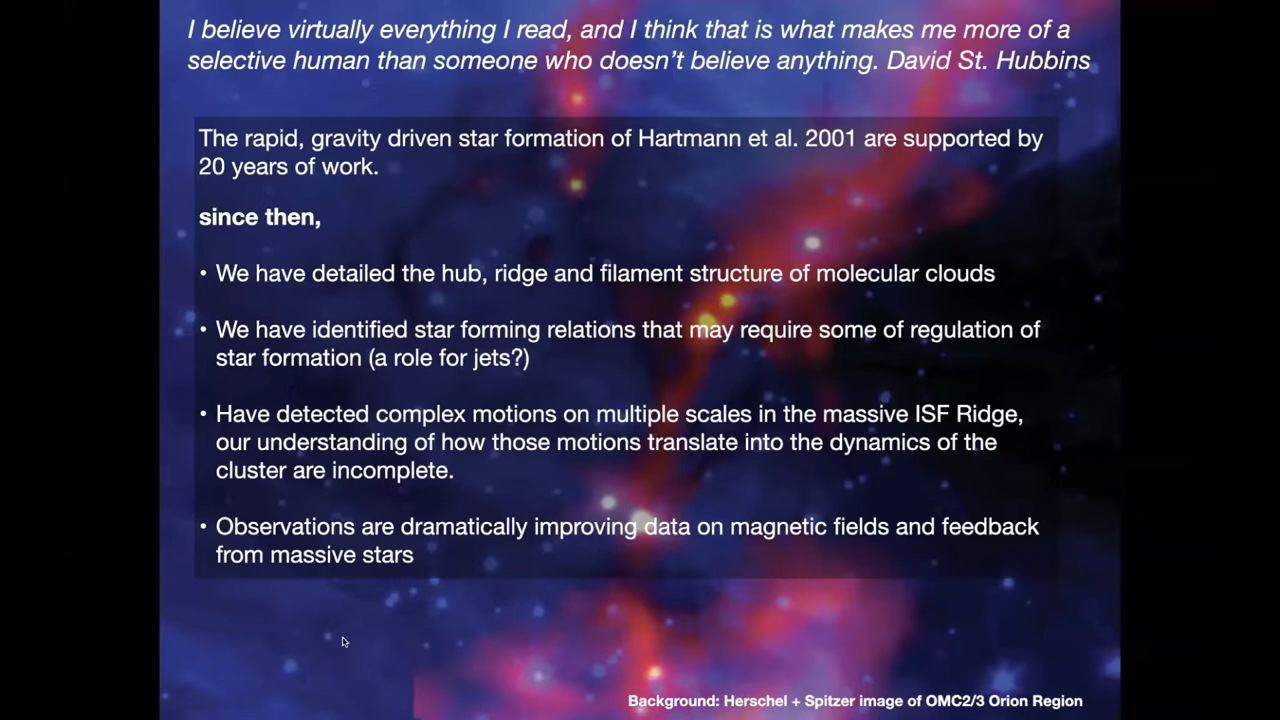 I believe virtually everything I read, and I think that is what makes me more of a
selective human than someone who doesn’t believe anything. David St. Hubbins
The rapid, gravity driven star formation of Hartmann et al. 2001 are supported by
20 years of work.
since then,
• We have detailed the hub, ridge and filament structure of molecular clouds
• We have identified star forming relations that may require some of regulation of
star formation (a role for jets?)
• Have detected complex motions on multiple scales in the massive ISF Ridge,
our understanding of how those motions translate into the dynamics of the
cluster are incomplete.
• Observations are dramatically improving data on magnetic fields and feedback
from massive stars
Background: Herschel + Spitzer image of OMC2/3 Orion Region